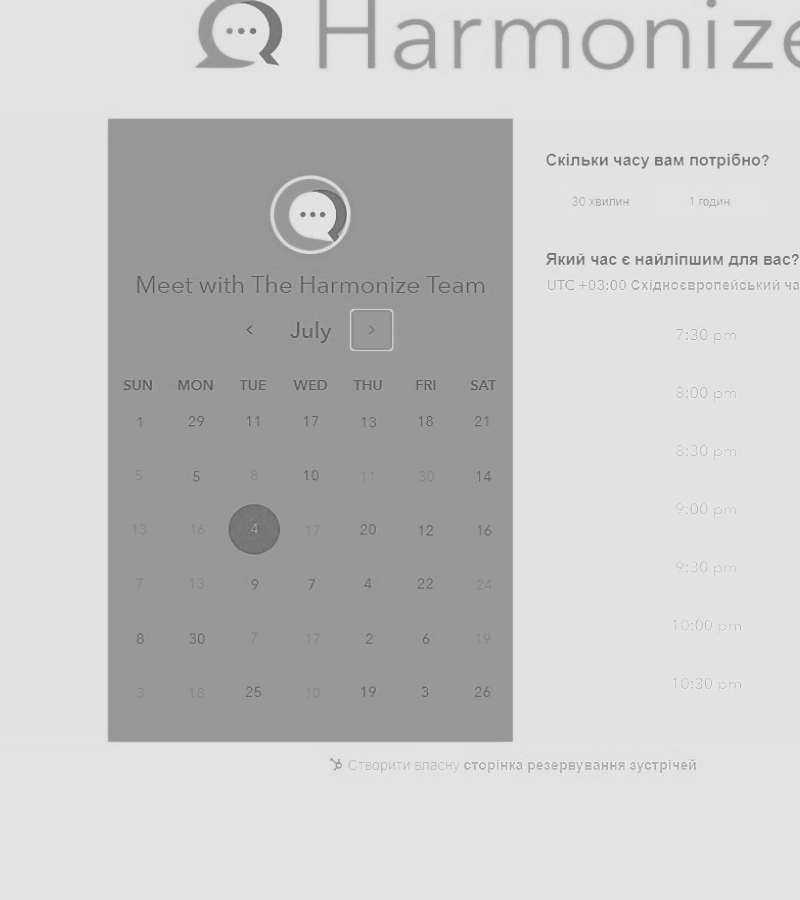 Harmonize
Meet with The Harmonize Team
July
SUN MON TUE WED THU FRI SAT
1 29 11 17 13 18 21
5 5 8 10 11 30 14
13 16 4 17 20 12 16
7 13 9 7 4 22 24
8 30 7 17 2 6 19
3 18 25 10 19 3 26
Скільки часу вам потрібно?
30 хвилин 1 годин
Який час є найліпшим для вас?
UTC +03:00 Східноєвропейський ча
7:30 pm
8:00 pm
8:30 pm
9:00 pm
9:30 pm
10:00 pm
10:30 pm
Створити власну сторінка резервування зустрічей